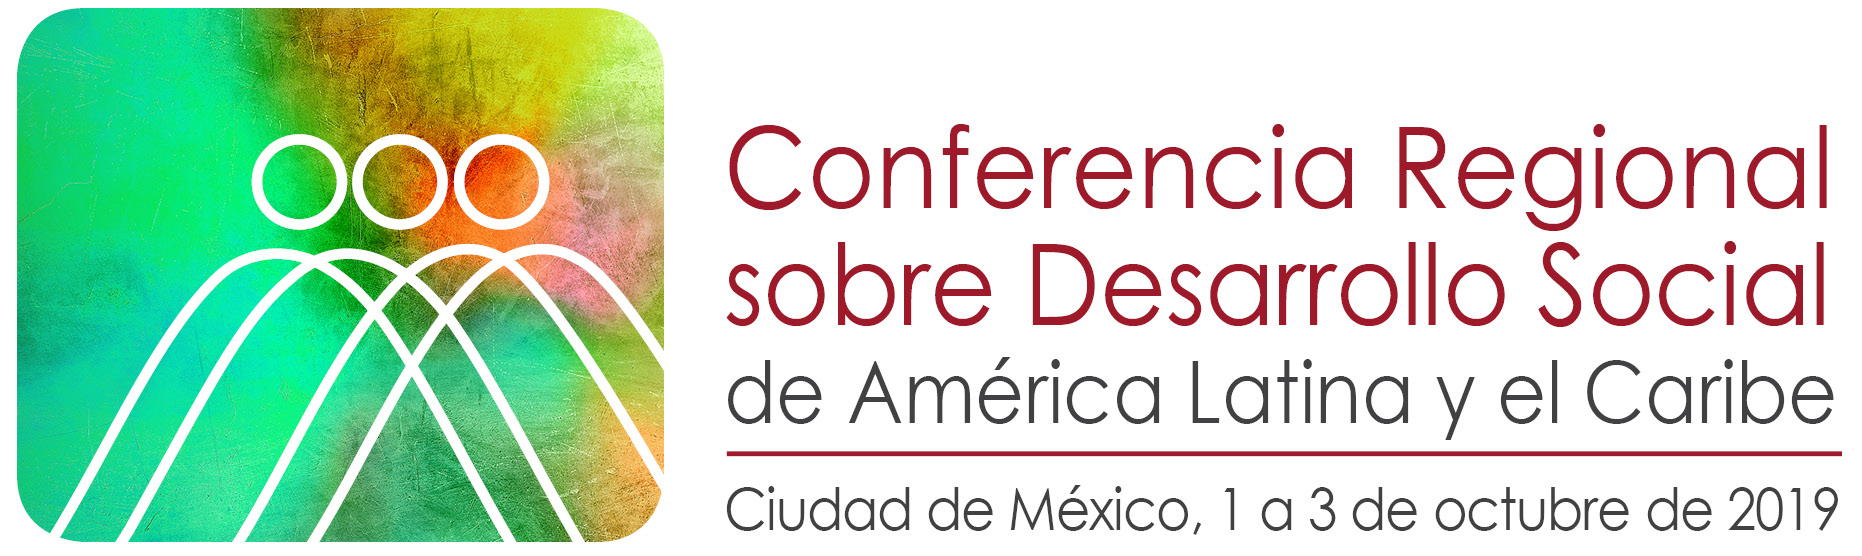 Conferencia Regional
sobre Desarrollo Social
de América Latina y el Caribe
Ciudad de México, 1 a 3 de octubre de 2019